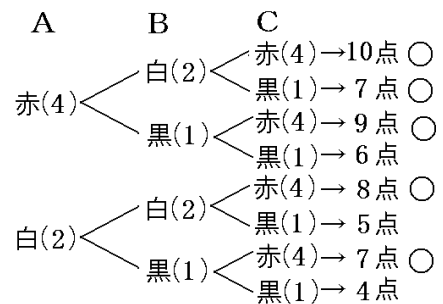 A B C
赤(4)→10点 ○
白(2)
黒(1)→ 7点 ○
赤(4)
赤(4)→ 9点 ○
黒(1)
黒(1)→ 6点
赤(4)→ 8点 ○
白(2)
黒(1)→ 5点
白(2)
赤(4)→ 7点 ○
黒(1)
黒(1)→ 4点